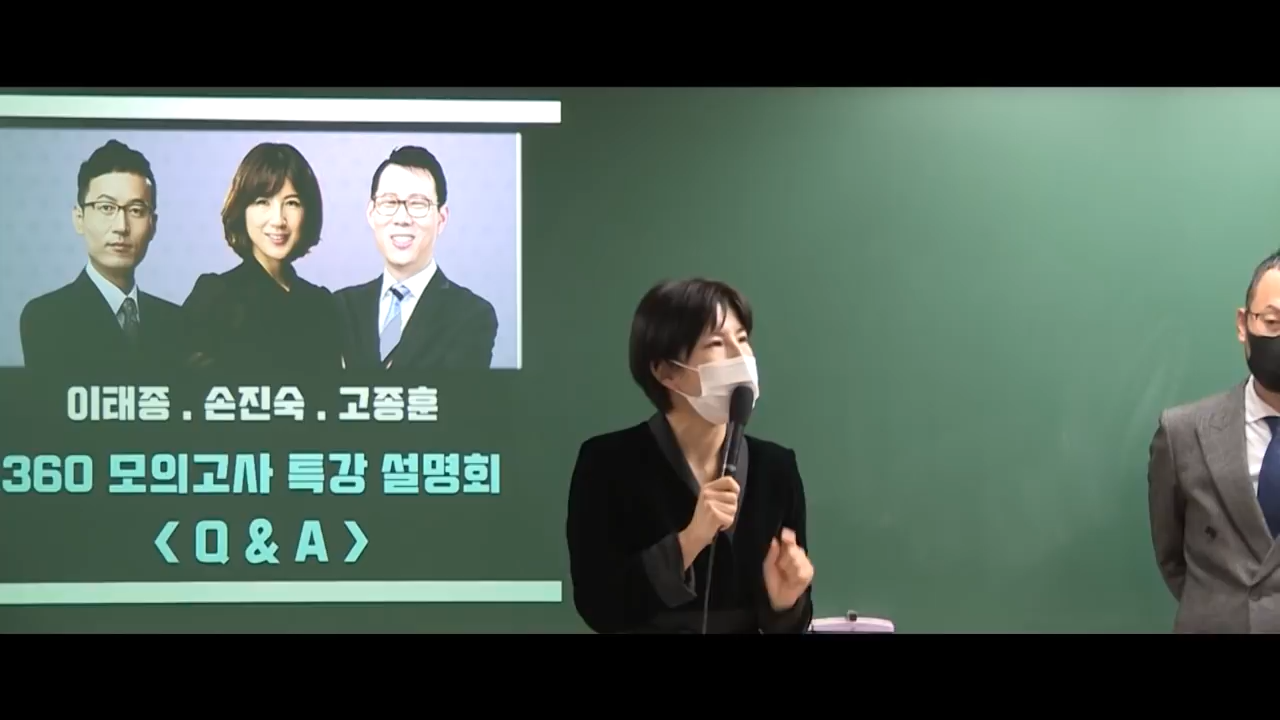 이태종 . 손진숙 . 고종훈
360 모의고사 특강 설명회
< Q & A >